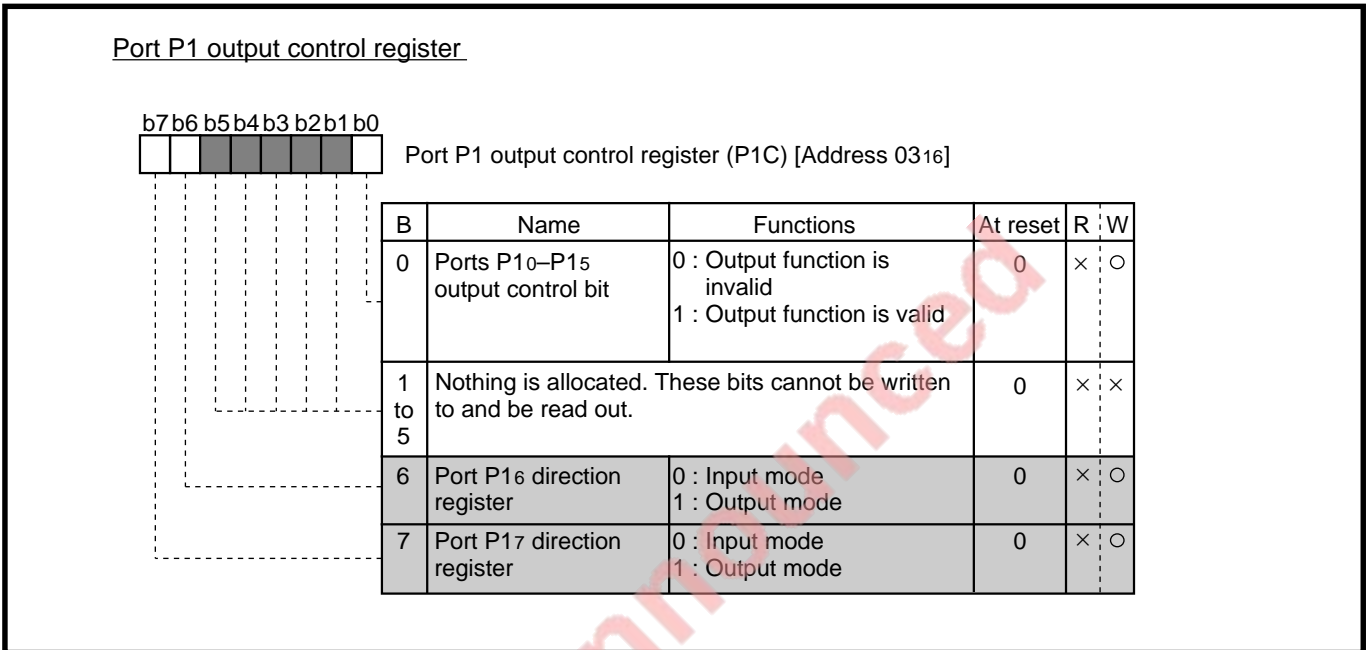 Port P1 output control register
b7 b6 b5 b4 b3 b2 b1 b0
Port P1 output control register (P1C) [Address 0316]
B Name Functions At reset R W
0 Ports P10–P15 0 : Output function is 0 × ○
output control bit invalid
1 : Output function is valid
1 Nothing is allocated. These bits cannot be written 0 × ×
to to and be read out.
5
6 Port P16 direction 0 : Input mode 0 × ○
register 1 : Output mode
7 Port P17 direction 0 : Input mode 0 × ○
register 1 : Output mode
nnounced